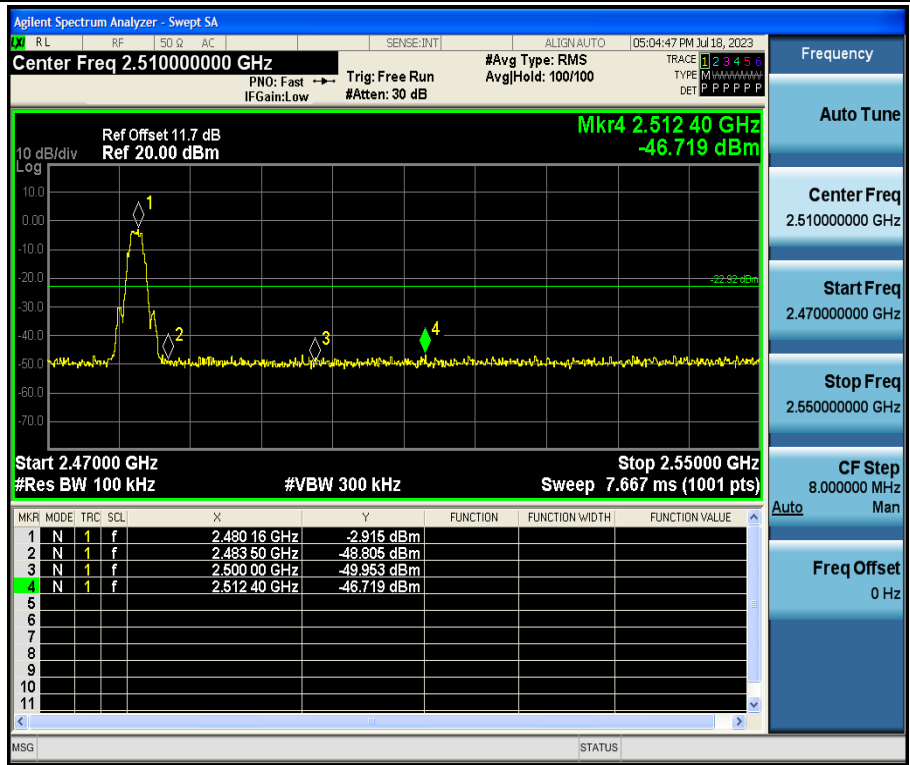 Agilent Spectrum Analyzer - Swept SA
LXI RL RF 50 Ω AC SENSE:INT ALIGN AUTO 05:04:47 PM Jul 18, 2023
Center Freq 2.510000000 GHz
PNO: Fast
IFGain:Low
Trig: Free Run
#Atten: 30 dB
#Avg Type: RMS
Avg|Hold: 100/100
TRACE 1 2 3 4 5 6
TYPE M WWWWW
DET P P P P P P
Frequency
Auto Tune
Center Freq
2.510000000 GHz
Start Freq
2.470000000 GHz
Stop Freq
2.550000000 GHz
CF Step
8.000000 MHz
Auto Man
Freq Offset
0 Hz
Mkr4 2.512 40 GHz
-46.719 dBm
Ref Offset 11.7 dB
10 dB/div Ref 20.00 dBm
Log
10.0
0.00
-10.0
-20.0
-30.0
-40.0
-50.0
-60.0
-70.0
1
2
3
4
-22.92 dBm
Start 2.47000 GHz Stop 2.55000 GHz
#Res BW 100 kHz #VBW 300 kHz Sweep 7.667 ms (1001 pts)
MKR MODE TRC SCL X Y FUNCTION FUNCTION WIDTH FUNCTION VALUE
1 N 1 f 2.480 16 GHz -2.915 dBm
2 N 1 f 2.483 50 GHz -48.805 dBm
3 N 1 f 2.500 00 GHz -49.953 dBm
4 N 1 f 2.512 40 GHz -46.719 dBm
5
6
7
8
9
10
11
MSG STATUS